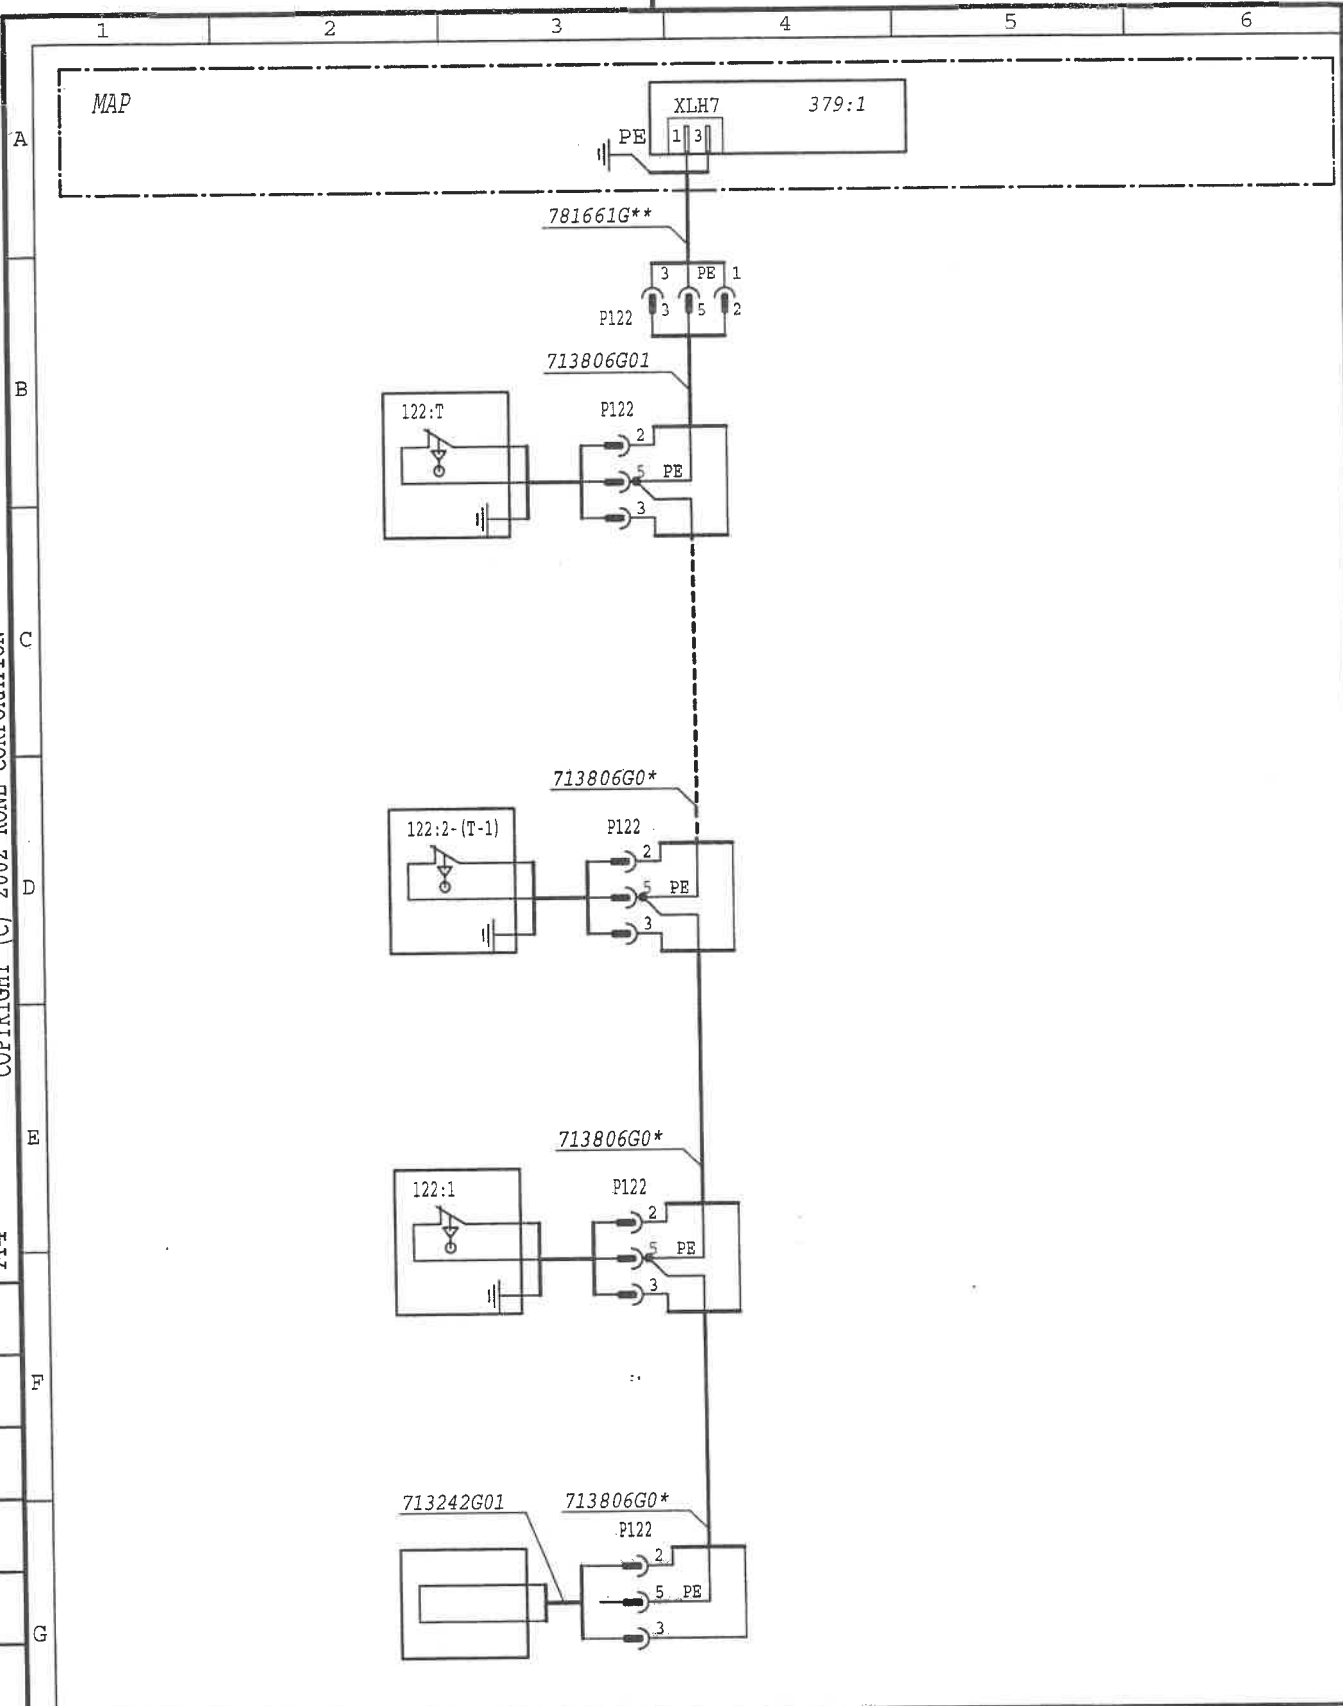 1 2 3 4 5 6
A
MAP
XLH7 379:1
PE 1 3
781661G**
3 PE 1
3 5 2
P122
713806G01
B
122:T
P122
2
5 PE
3
C
713806G0*
122:2-(T-1)
P122
2
5 PE
3
D
COPYRIGHT (C) 2002 KONE CORPORATION
E
713806G0*
122:1
P122
2
5 PE
3
F
713242G01
713806G0*
P122
2
5 PE
3
G